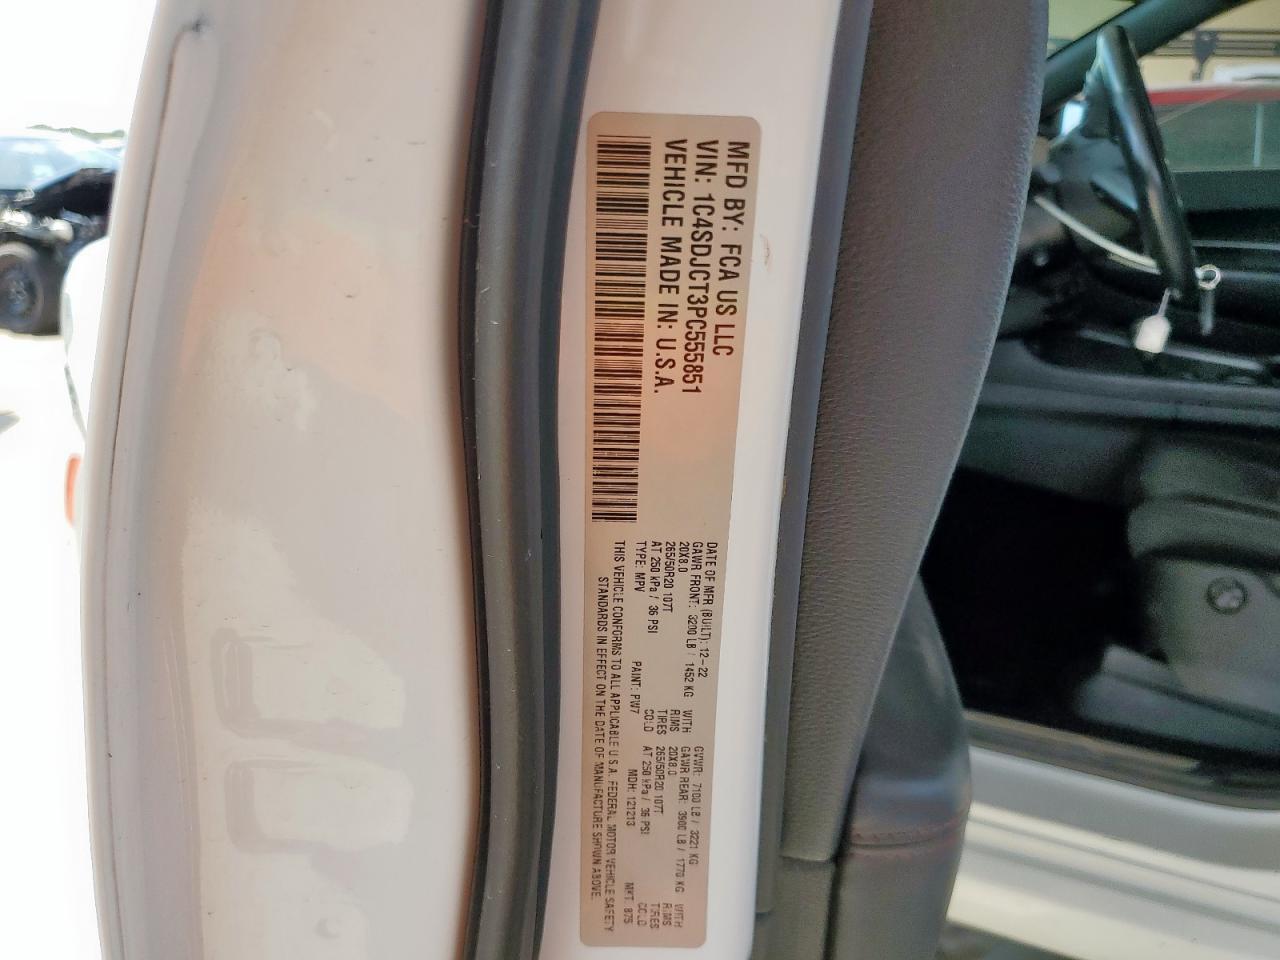 MFD BY: FCA US LLC
VIN: 1C4SDJCT3PC555851
VEHICLE MADE IN: U.S.A.
DATE OF MFR (BUILT): 12-22 GVWR: 7100 LB / 3221 KG
GAWR FRONT: 3200 LB / 1452 KG WITH GAWR REAR: 3900 LB / 1770 KG WITH
20X8.0 RIMS 20X8.0 RIMS
265/50R20 107T TIRES 265/50R20 107T TIRES
AT 250 kPa / 36 PSI COLD AT 250 kPa / 36 PSI COLD
TYPE: MPV PAINT: PW7 MDH: 121213 MKT: 875
THIS VEHICLE CONFORMS TO ALL APPLICABLE U.S.A. FEDERAL MOTOR VEHICLE SAFETY
STANDARDS IN EFFECT ON THE DATE OF MANUFACTURE SHOWN ABOVE.